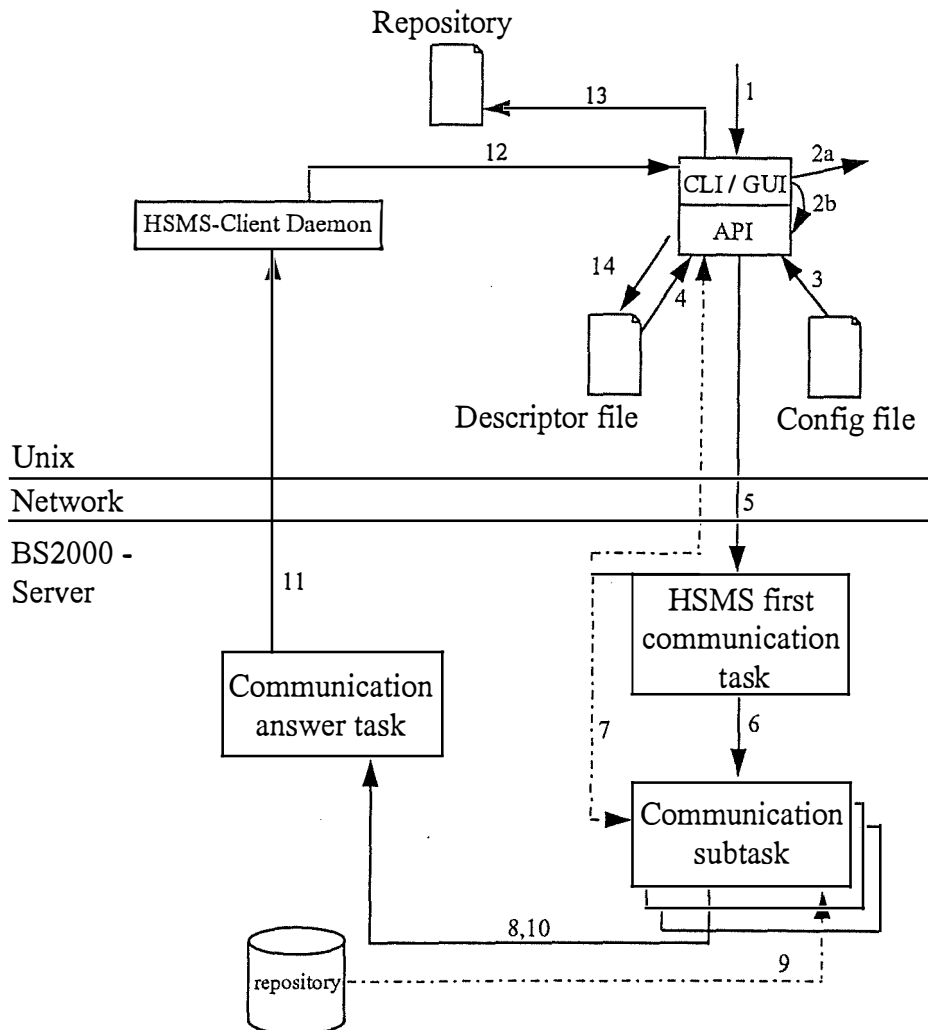 Repository
13
1
12
2a
CLI / GUI
2b
HSMS-Client Daemon
API
14
4
3
Descriptor file
Config file
Unix
Network
5
BS2000 -
Server
11
HSMS first
communication
task
Communication
answer task
7
6
Communication
subtask
8,10
9
repository